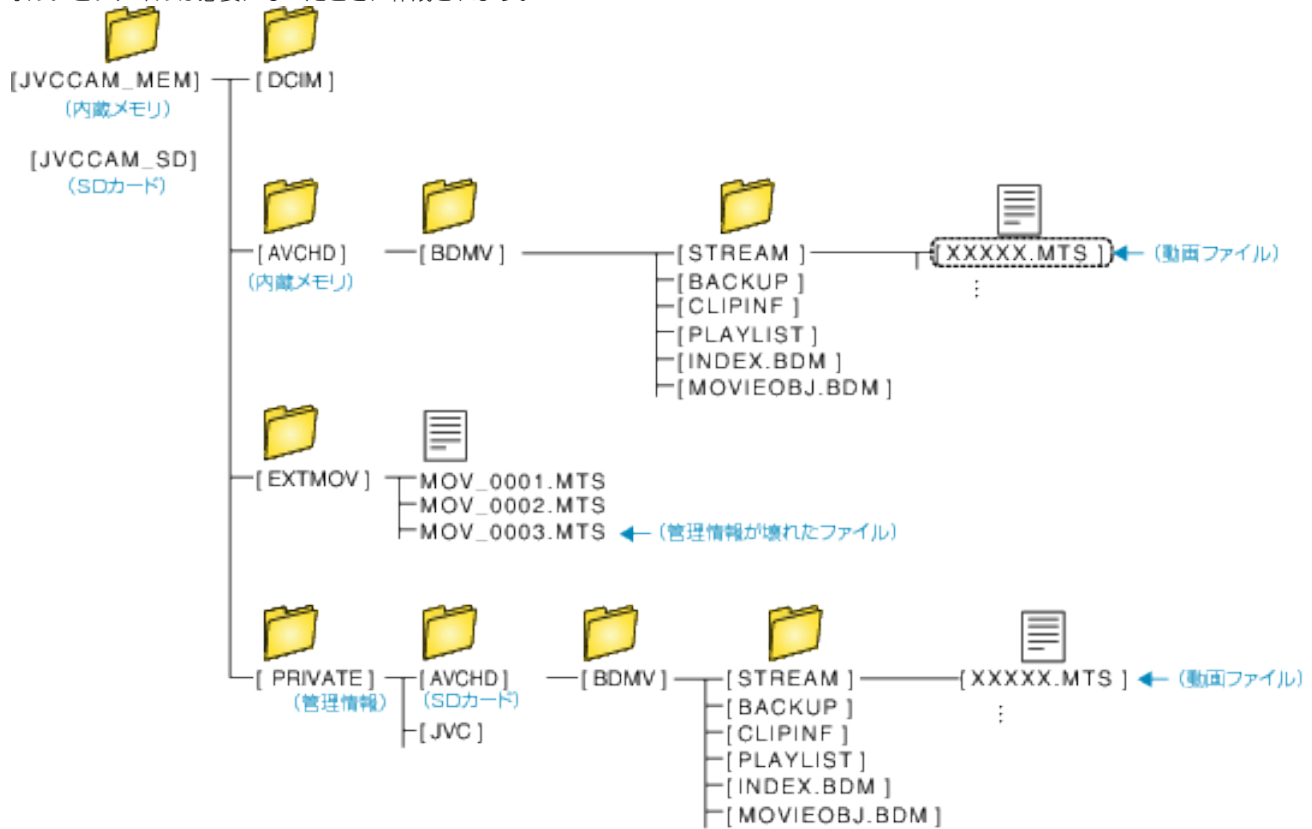 [JVCCAM_MEM]
[DCIM]
(内蔵メモリ)
[JVCCAM_SD]
(SDカード)
[AVCHD]
(内蔵メモリ)
[BDMV]
[STREAM]
[BACKUP]
[CLIPINF]
[PLAYLIST]
[INDEX.BDM]
[MOVIEOBJ.BDM]
[XXXXX.MTS]
(動画ファイル)
⋮
[EXTMOV]
MOV_0001.MTS
MOV_0002.MTS
MOV_0003.MTS
(管理情報が壊れたファイル)
[PRIVATE]
(管理情報)
[AVCHD]
(SDカード)
[JVC]
[BDMV]
[STREAM]
[BACKUP]
[CLIPINF]
[PLAYLIST]
[INDEX.BDM]
[MOVIEOBJ.BDM]
[XXXXX.MTS]
(動画ファイル)
⋮